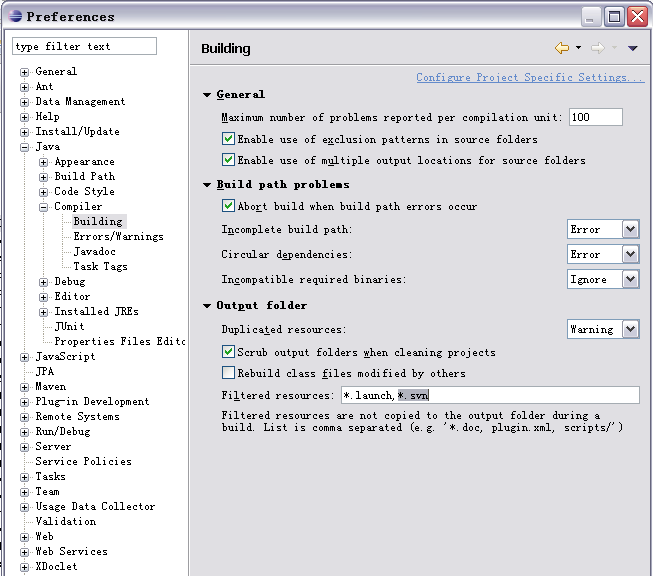 Preferences
type filter text
General
Ant
Data Management
Help
Install/Update
Java
Appearance
Build Path
Code Style
Compiler
Building
Errors/Warnings
Javadoc
Task Tags
Debug
Editor
Installed JREs
JUnit
Properties Files Edito
JavaScript
JPA
Maven
Plug-in Development
Remote Systems
Run/Debug
Server
Service Policies
Tasks
Team
Usage Data Collector
Validation
Web
Web Services
XDoclet
Building
Configure Project Specific Settings...
General
Maximum number of problems reported per compilation unit: 100
Enable use of exclusion patterns in source folders
Enable use of multiple output locations for source folders
Build path problems
Abort build when build path errors occur
Incomplete build path: Error
Circular dependencies: Error
Incompatible required binaries: Ignore
Output folder
Duplicated resources: Warning
Scrub output folders when cleaning projects
Rebuild class files modified by others
Filtered resources: *.launch,*.svn
Filtered resources are not copied to the output folder during a
build. List is comma separated (e.g. '*.doc, plugin.xml, scripts/')